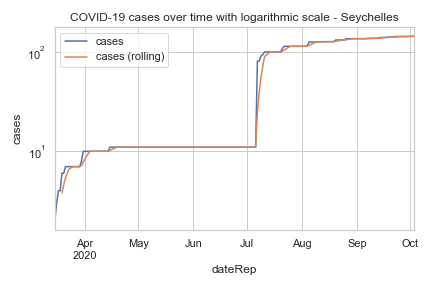 COVID-19 cases over time with logarithmic scale - Seychelles
cases
cases (rolling)
10²
10¹
cases
Apr May Jun Jul Aug Sep Oct
2020
dateRep